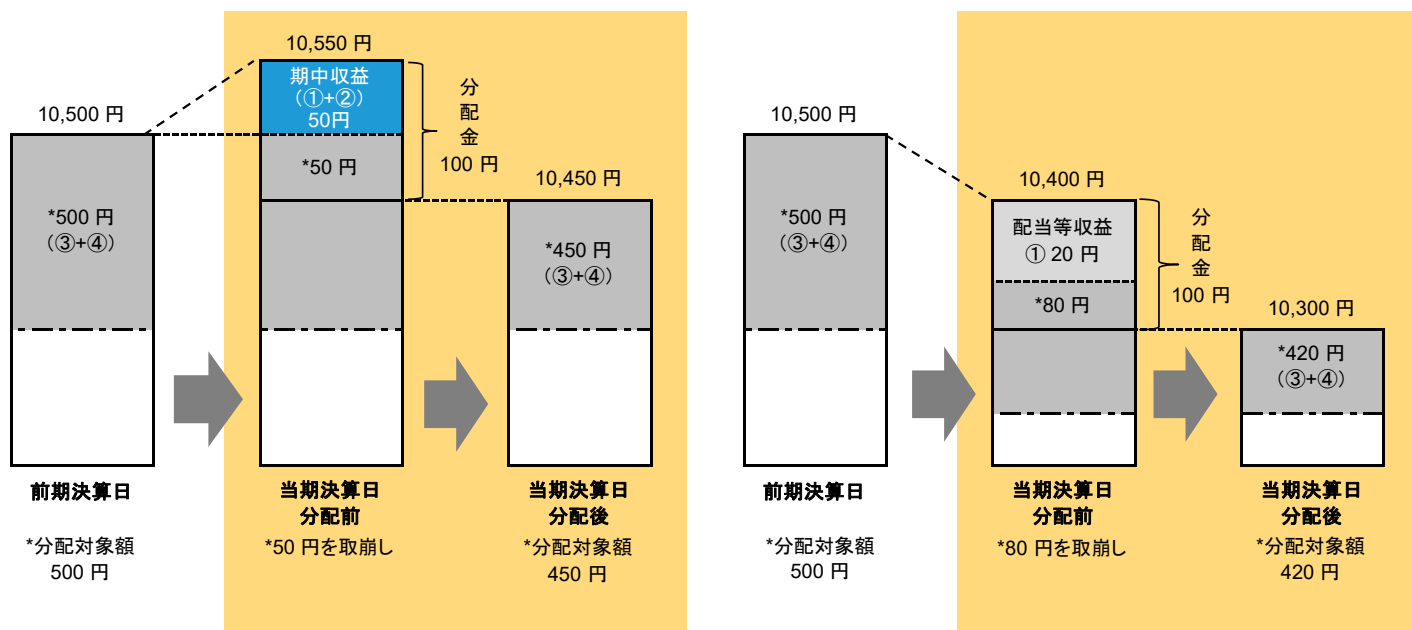 10,500 円
*500 円
(③+④)
前期決算日
*分配対象額
500 円
10,550 円
期中収益
(①+②)
50円
*50 円
分
配
金
100 円
当期決算日
分配前
*50 円を取崩し
10,450 円
*450 円
(③+④)
当期決算日
分配後
*分配対象額
450 円
10,500 円
*500 円
(③+④)
前期決算日
*分配対象額
500 円
10,400 円
配当等収益
① 20 円
*80 円
分
配
金
100 円
当期決算日
分配前
*80 円を取崩し
10,300 円
*420 円
(③+④)
当期決算日
分配後
*分配対象額
420 円